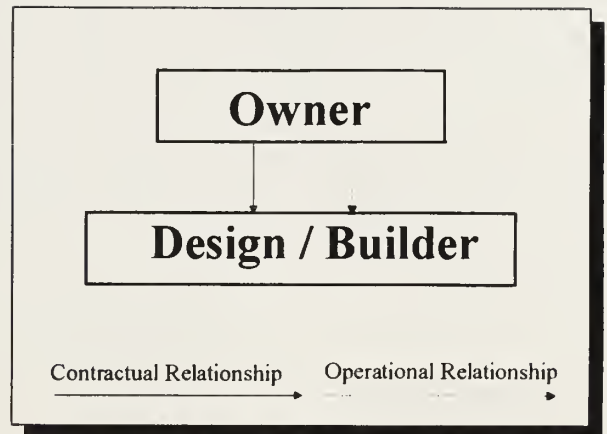 Owner
Design / Builder
Contractual Relationship Operational Relationship